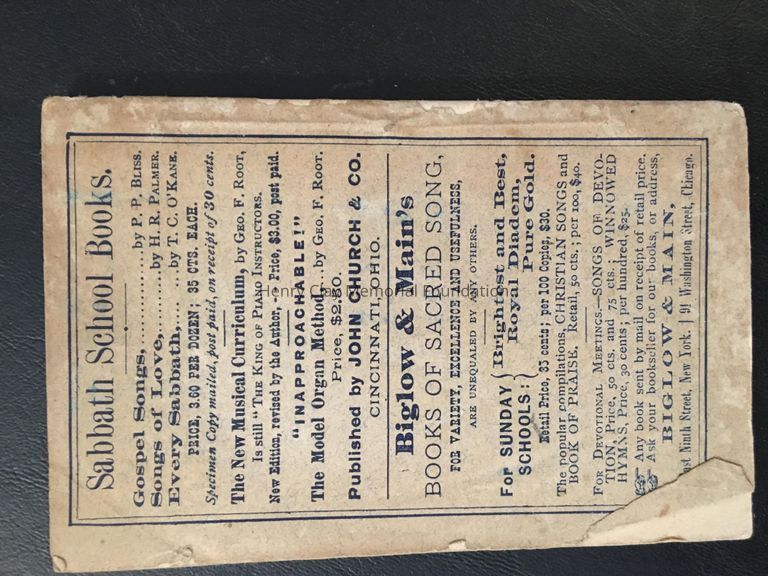 Sabbath School Books.
Gospel Songs, ............ by P. P. BLISS.
Songs of Love, .......... by H. R. PALMER.
Every Sabbath, ..... .. by T. C. O'KANE.
PRICE, 3.60 PER DOZEN. 35 CTS. EACH.
Specimen Copy mailed, post paid, on receipt of 30 cents.
The New Musical Curriculum, by GEO. F. ROOT,
Is still "THE KING OF PIANO INSTRUCTORS.
New Edition, revised by the Author, Price, $3.00, post paid.
"INAPPROACHABLE!"
The Model Organ Method, ... by GEO. F. ROOT.
Price,
Published by JOHN CHURCH & CO.
CINCINNATI, OHIO.
Biglow & Main's
BOOKS OF SACRED SONG,
FOR VARIETY, EXCELLENCE AND USEFULNESS,
ARE UNEQUALED BY ANY OTHERS.
For SUNDAY SCHOOLS: { Brightest and Best,
Royal Diadem,
Pure Gold.
Retail Price, 35 cents; per 100 Copies, $30.
The popular compilations, CHRISTIAN SONGS and
BOOK OF PRAISE. Retail, 50 cts.; per 100, $40.
FOR DEVOTIONAL MEETINGS.—SONGS OF DEVO-
TION, Price, 50 cts. and 75 cts.; WINNOWED
HYMNS, Price, 30 cents; per hundred, $25.
☞ Any book sent by mail on receipt of retail price.
☞ Ask your bookseller for our books, or address,
BIGLOW & MAIN,
Ninth Street, New York. | 91 Washington Street, Chicago.
Henry Clay Memorial Foundation